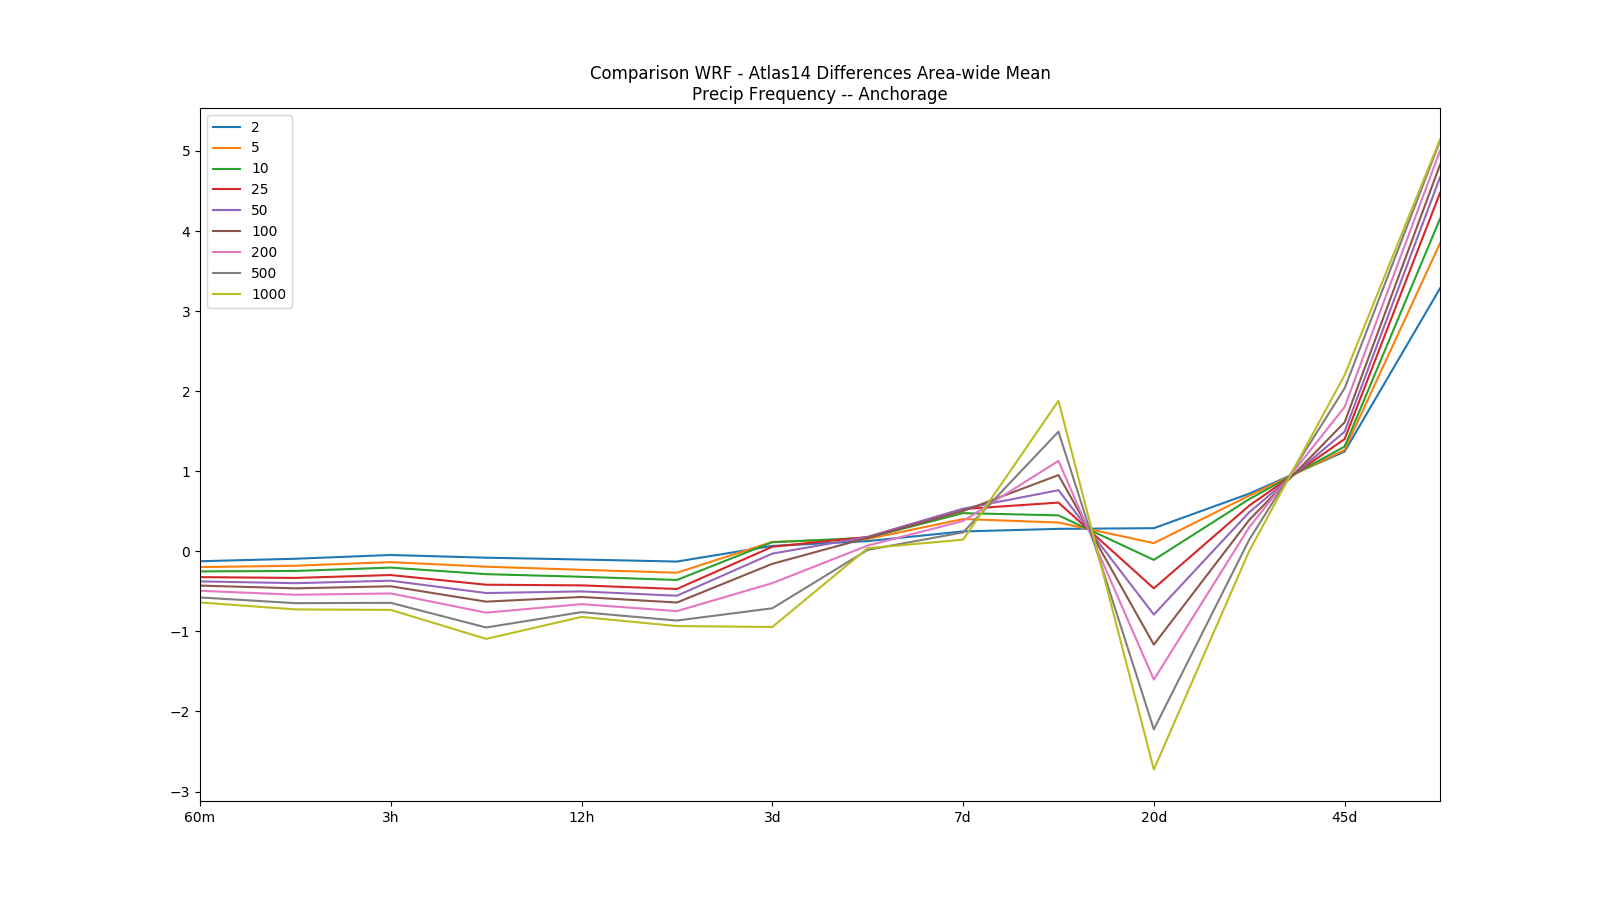 Comparison WRF - Atlas14 Differences Area-wide Mean
Precip Frequency -- Anchorage
2
5
10
25
50
100
200
500
1000
5
4
3
2
1
0
−1
−2
−3
60m
3h
12h
3d
7d
20d
45d